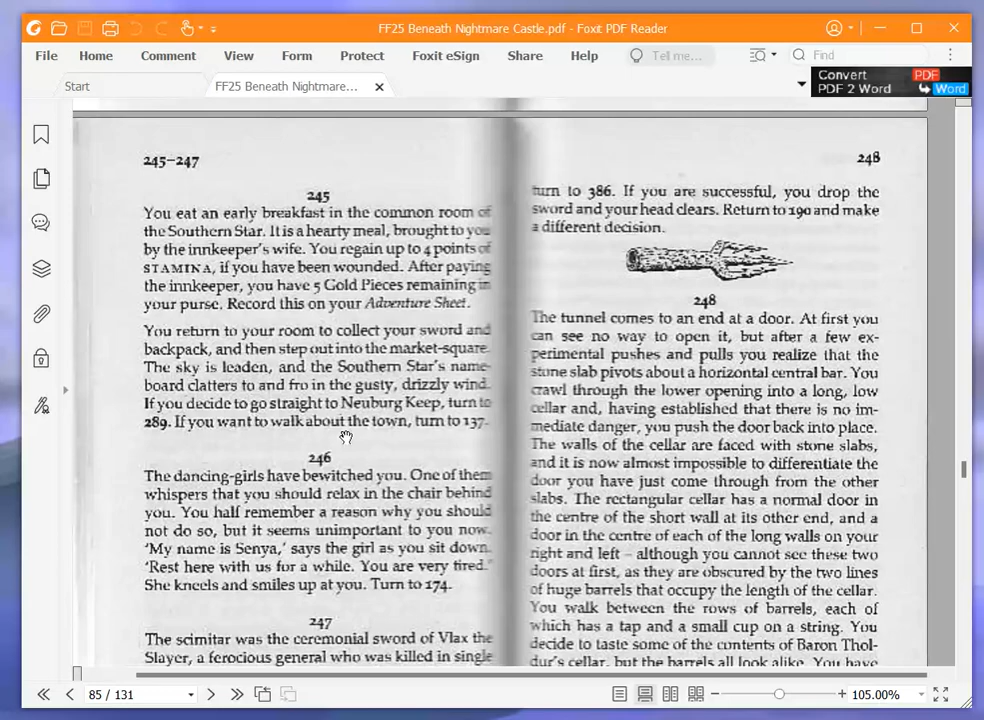 FF25 Beneath Nightmare Castle.pdf - Foxit PDF Reader
File Home Comment View Form Protect Foxit eSign Share Help Tell me... Find
Start FF25 Beneath Nightmare... Convert PDF
PDF 2 Word Word
245–247
245
You eat an early breakfast in the common room of
the Southern Star. It is a hearty meal, brought to you
by the innkeeper's wife. You regain up to 4 points of
STAMINA, if you have been wounded. After paying
the innkeeper, you have 5 Gold Pieces remaining in
your purse. Record this on your Adventure Sheet.
You return to your room to collect your sword and
backpack, and then step out into the market-square.
The sky is leaden, and the Southern Star's name-
board clatters to and fro in the gusty, drizzly wind.
If you decide to go straight to Neuburg Keep, turn to
289. If you want to walk about the town, turn to 137.
246
The dancing-girls have bewitched you. One of them
whispers that you should relax in the chair behind
you. You half remember a reason why you should
not do so, but it seems unimportant to you now.
'My name is Senya,' says the girl as you sit down.
'Rest here with us for a while. You are very tired.'
She kneels and smiles up at you. Turn to 174.
247
The scimitar was the ceremonial sword of Vlax the
Slayer, a ferocious general who was killed in single
248
turn to 386. If you are successful, you drop the
sword and your head clears. Return to 190 and make
a different decision.
248
The tunnel comes to an end at a door. At first you
can see no way to open it, but after a few ex-
perimental pushes and pulls you realize that the
stone slab pivots about a horizontal central bar. You
crawl through the lower opening into a long, low
cellar and, having established that there is no im-
mediate danger, you push the door back into place.
The walls of the cellar are faced with stone slabs,
and it is now almost impossible to differentiate the
door you have just come through from the other
slabs. The rectangular cellar has a normal door in
the centre of the short wall at its other end, and a
door in the centre of each of the long walls on your
right and left – although you cannot see these two
doors at first, as they are obscured by the two lines
of huge barrels that occupy the length of the cellar.
You walk between the rows of barrels, each of
which has a tap and a small cup on a string. You
decide to taste some of the contents of Baron Thol-
dur's cellar, but the barrels all look alike. You have
85 / 131 105.00%